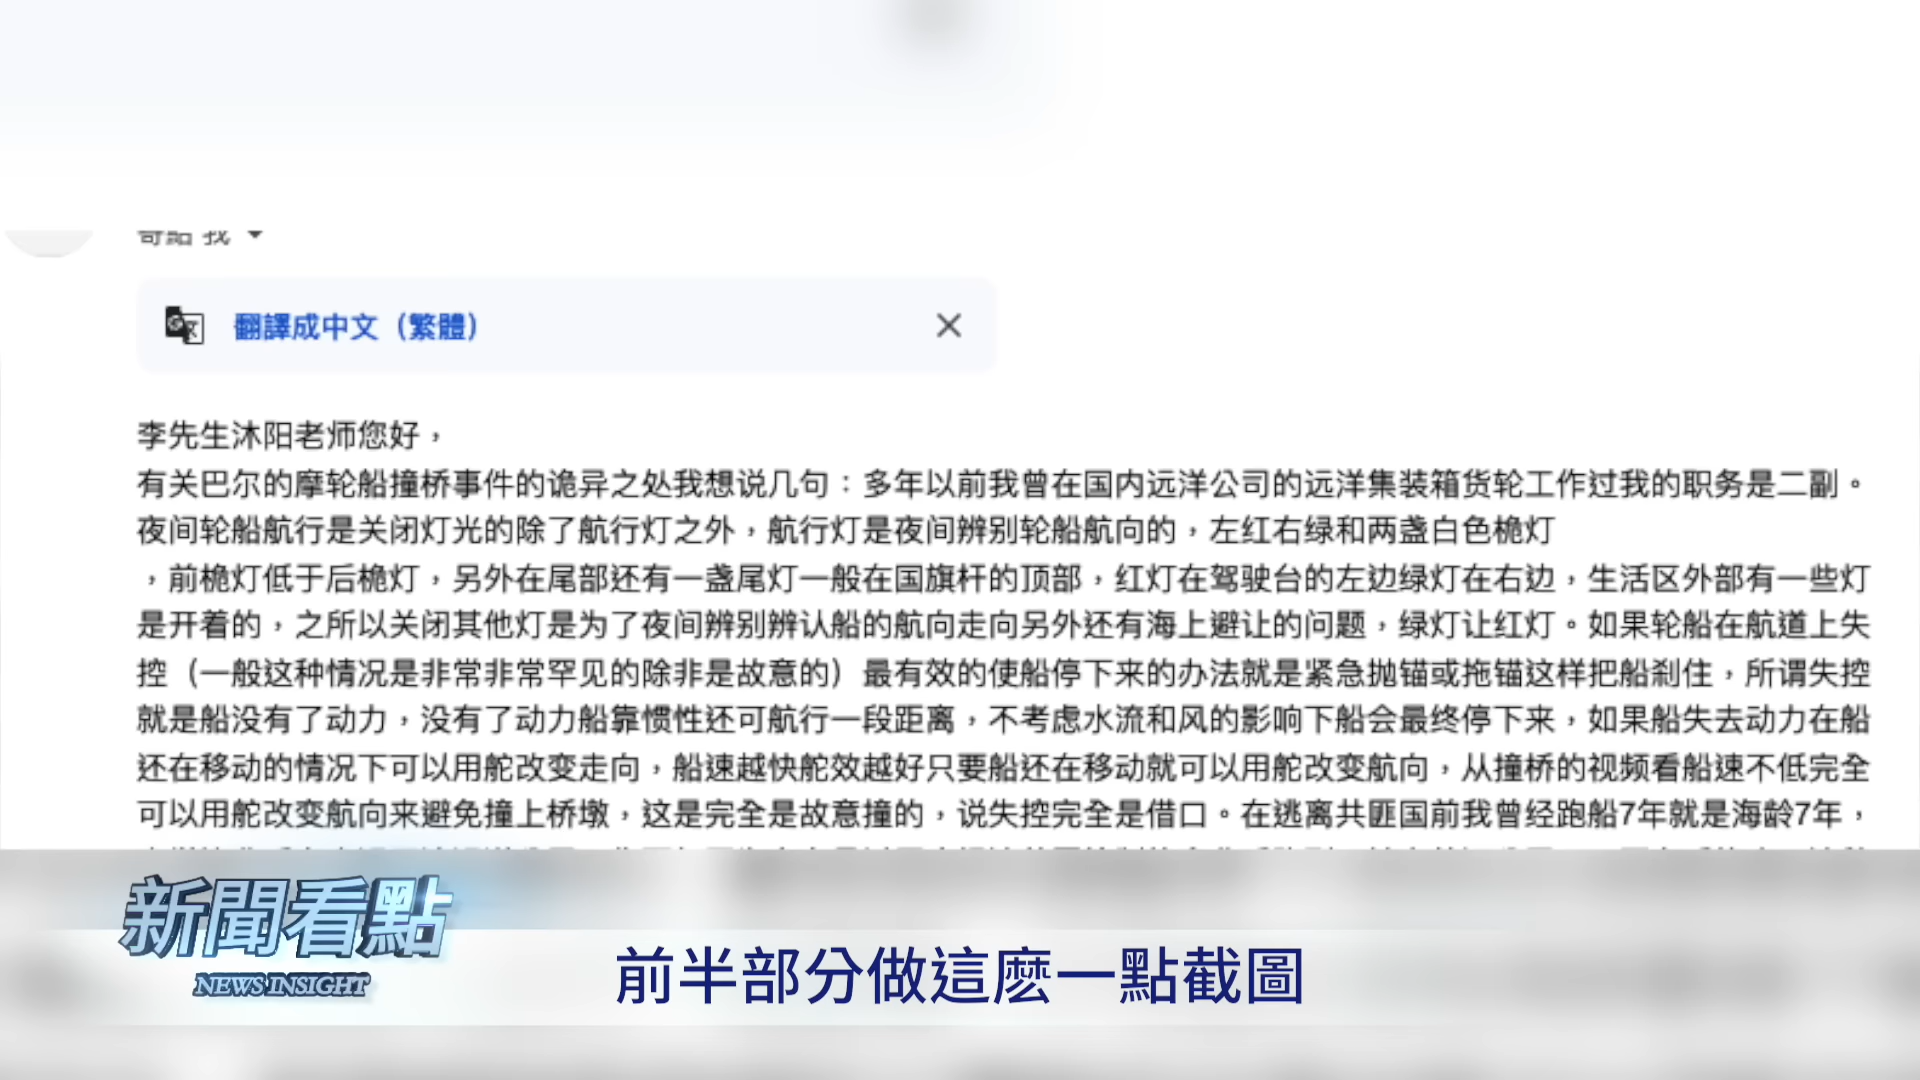 寄給 我
翻譯成中文（繁體）
李先生沐阳老师您好，
有关巴尔的摩轮船撞桥事件的诡异之处我想说几句：多年以前我曾在国内远洋公司的远洋集装箱货轮工作过我的职务是二副。
夜间轮船航行是关闭灯光的除了航行灯之外，航行灯是夜间辨别轮船航向的，左红右绿和两盏白色桅灯
，前桅灯低于后桅灯，另外在尾部还有一盏尾灯一般在国旗杆的顶部，红灯在驾驶台的左边绿灯在右边，生活区外部有一些灯
是开着的，之所以关闭其他灯是为了夜间辨别辨认船的航向走向另外还有海上避让的问题，绿灯让红灯。如果轮船在航道上失
控（一般这种情况是非常非常罕见的除非是故意的）最有效的使船停下来的办法就是紧急抛锚或拖锚这样把船刹住，所谓失控
就是船没有了动力，没有了动力船靠惯性还可航行一段距离，不考虑水流和风的影响下船会最终停下来，如果船失去动力在船
还在移动的情况下可以用舵改变走向，船速越快舵效越好只要船还在移动就可以用舵改变航向，从撞桥的视频看船速不低完全
可以用舵改变航向来避免撞上桥墩，这是完全是故意撞的，说失控完全是借口。在逃离共匪国前我曾经跑船7年就是海龄7年，
新聞看點
NEWS INSIGHT
前半部分做這麽一點截圖